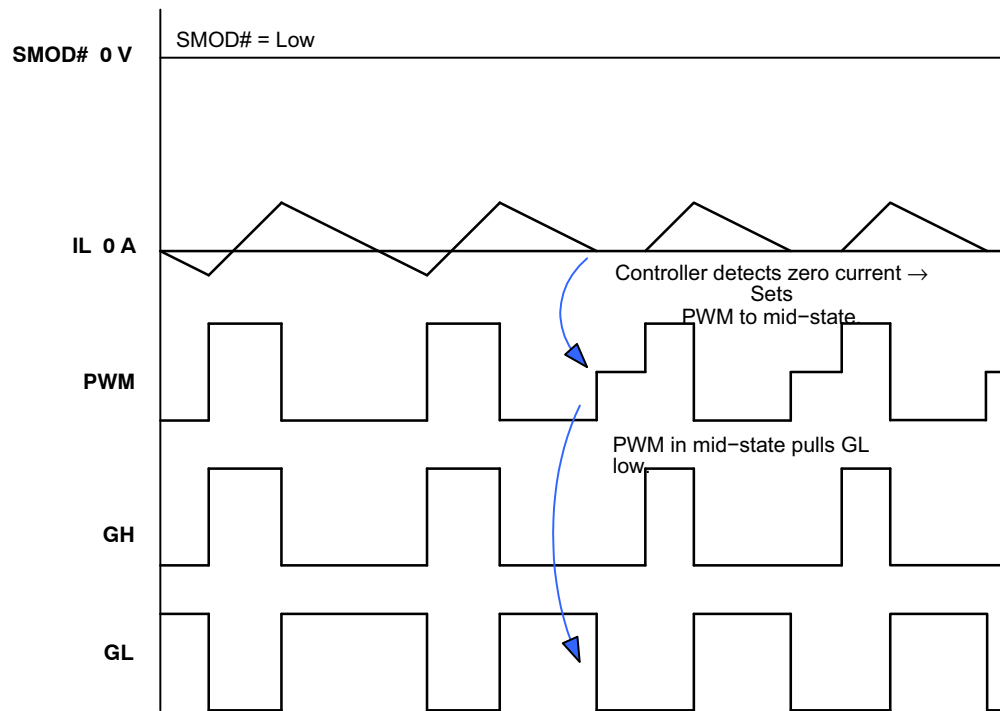 SMOD# = Low
SMOD# 0 V
IL 0 A
Controller detects zero current →
Sets
PWM to mid−state.
PWM
PWM in mid−state pulls GL
low.
GH
GL